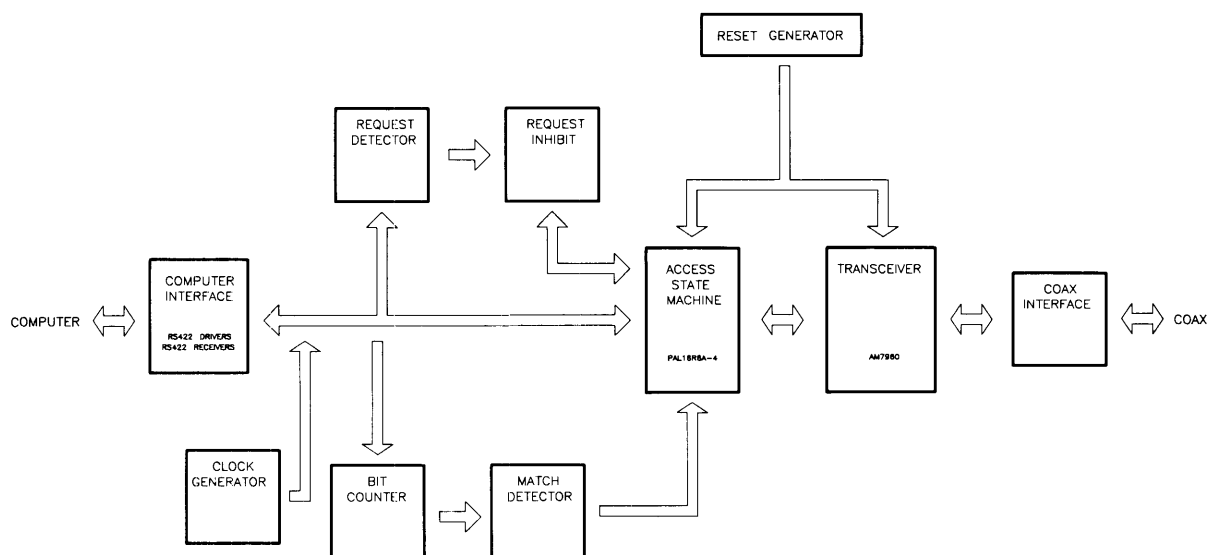 RESET GENERATOR
REQUEST
DETECTOR
REQUEST
INHIBIT
COMPUTER
COMPUTER
INTERFACE
RS422 DRIVERS
RS422 RECEIVERS
ACCESS
STATE
MACHINE
PAL16R6A-4
TRANSCEIVER
AM7960
COAX
INTERFACE
COAX
CLOCK
GENERATOR
BIT
COUNTER
MATCH
DETECTOR